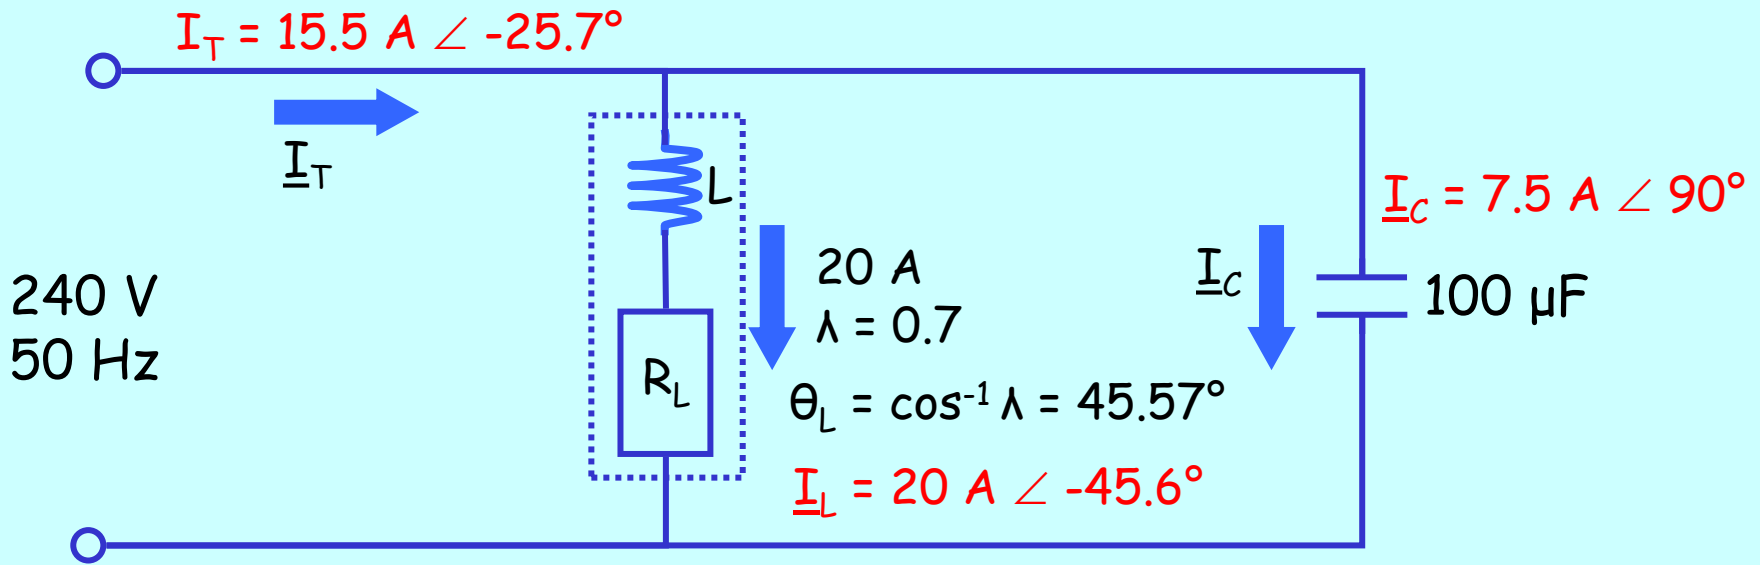 I_T = 15.5 A ∠ -25.7°
I_T
L
I_C = 7.5 A ∠ 90°
240 V
50 Hz
20 A
λ = 0.7
I_C
100 µF
R_L
θ_L = cos⁻¹ λ = 45.57°
I_L = 20 A ∠ -45.6°